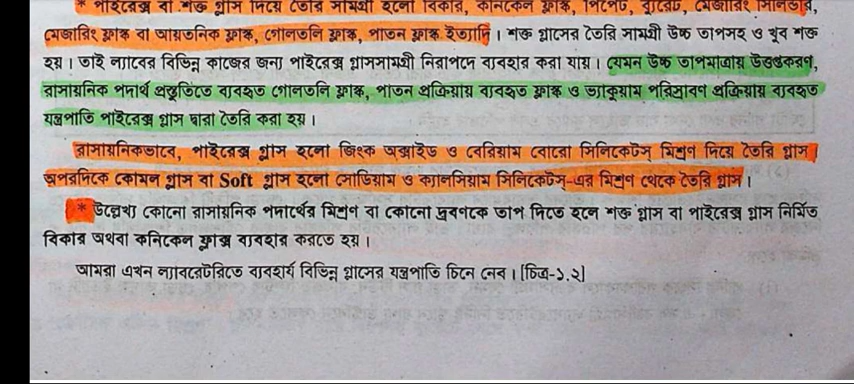 * পাইরেক্স বা শক্ত গ্লাস দিয়ে তৈরি সামগ্রী হলো বিকার, কনিকেল ফ্লাস্ক, পিপেট, ব্যুরেট, মেজারিং সিলিন্ডার,
মেজারিং ফ্লাস্ক বা আয়তনিক ফ্লাস্ক, গোলতলি ফ্লাস্ক, পাতন ফ্লাস্ক ইত্যাদি। শক্ত গ্লাসের তৈরি সামগ্রী উচ্চ তাপসহ ও খুব শক্ত
হয়। তাই ল্যাবের বিভিন্ন কাজের জন্য পাইরেক্স গ্লাসসামগ্রী নিরাপদে ব্যবহার করা যায়। যেমন উচ্চ তাপমাত্রায় উত্তপ্তকরণ,
রাসায়নিক পদার্থ প্রস্তুতিতে ব্যবহৃত গোলতলি ফ্লাস্ক, পাতন প্রক্রিয়ায় ব্যবহৃত ফ্লাস্ক ও ভ্যাকুয়াম পরিস্রাবণ প্রক্রিয়ায় ব্যবহৃত
যন্ত্রপাতি পাইরেক্স গ্লাস দ্বারা তৈরি করা হয়।
রাসায়নিকভাবে, পাইরেক্স গ্লাস হলো জিংক অক্সাইড ও বেরিয়াম বোরো সিলিকেটস্ মিশ্রণ দিয়ে তৈরি গ্লাস।
অপরদিকে কোমল গ্লাস বা Soft গ্লাস হলো সোডিয়াম ও ক্যালসিয়াম সিলিকেটস্-এর মিশ্রণ থেকে তৈরি গ্লাস।
* উল্লেখ্য কোনো রাসায়নিক পদার্থের মিশ্রণ বা কোনো দ্রবণকে তাপ দিতে হলে শক্ত গ্লাস বা পাইরেক্স গ্লাস নির্মিত
বিকার অথবা কনিকেল ফ্লাস্ক ব্যবহার করতে হয়।
আমরা এখন ল্যাবরেটরিতে ব্যবহার্য বিভিন্ন গ্লাসের যন্ত্রপাতি চিনে নেব। [চিত্র-১.২]